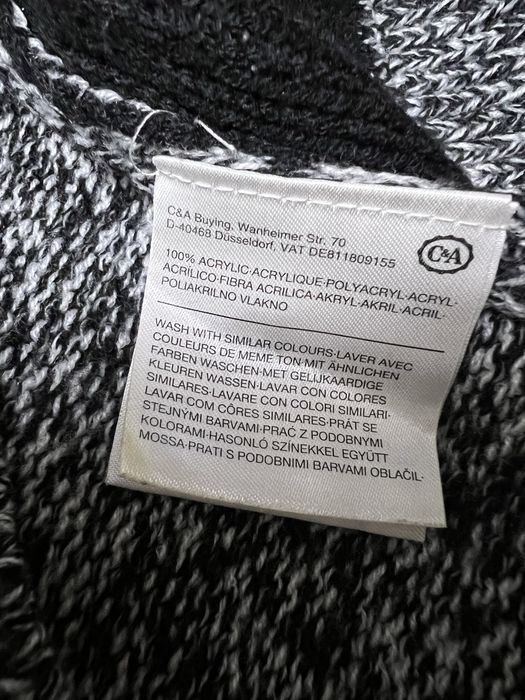 C&A Buying, Wanheimer Str. 70
D-40468 Düsseldorf, VAT DE811809155
C&A
100% ACRYLIC·ACRYLIQUE·POLYACRYL·ACRYL·
ACRÍLICO·FIBRA ACRILICA·AKRYL·AKRIL·ACRIL·
POLIAKRILNO VLAKNO
WASH WITH SIMILAR COLOURS·LAVER AVEC
COULEURS DE MEME TON·MIT ÄHNLICHEN
FARBEN WASCHEN·MET GELIJKAARDIGE
KLEUREN WASSEN·LAVAR CON COLORES
SIMILARES·LAVARE CON COLORI SIMILARI·
LAVAR COM CÔRES SIMILARES·PRÁT SE
STEJNÝMI BARVAMI·PRAĆ Z PODOBNYMI
KOLORAMI·HASONLÓ SZÍNEKKEL EGYÜTT
MOSSA·PRATI S PODOBNIMI BARVAMI OBLAČIL·